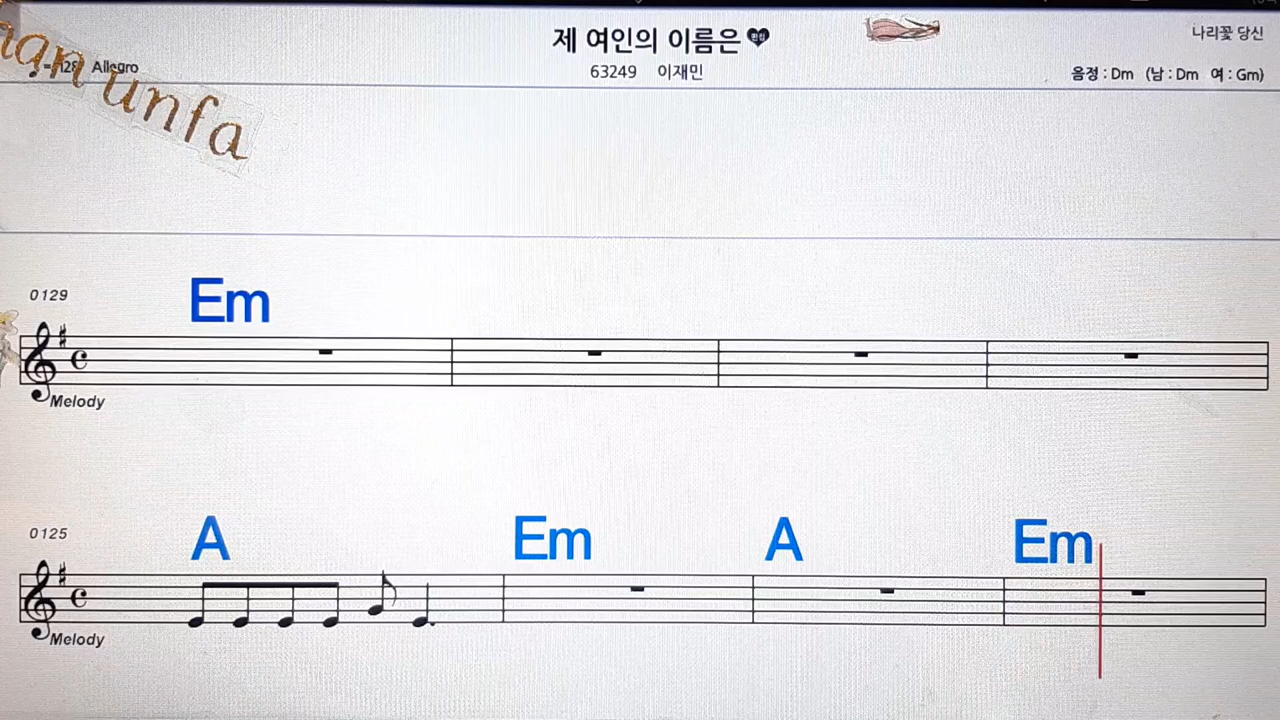 제 여인의 이름은
나리꽃 당신
128 Allegro
63249 이재민
음정 : Dm (남 : Dm 여 : Gm)
unfa
Em
0129
Melody
A Em A Em
0125
Melody